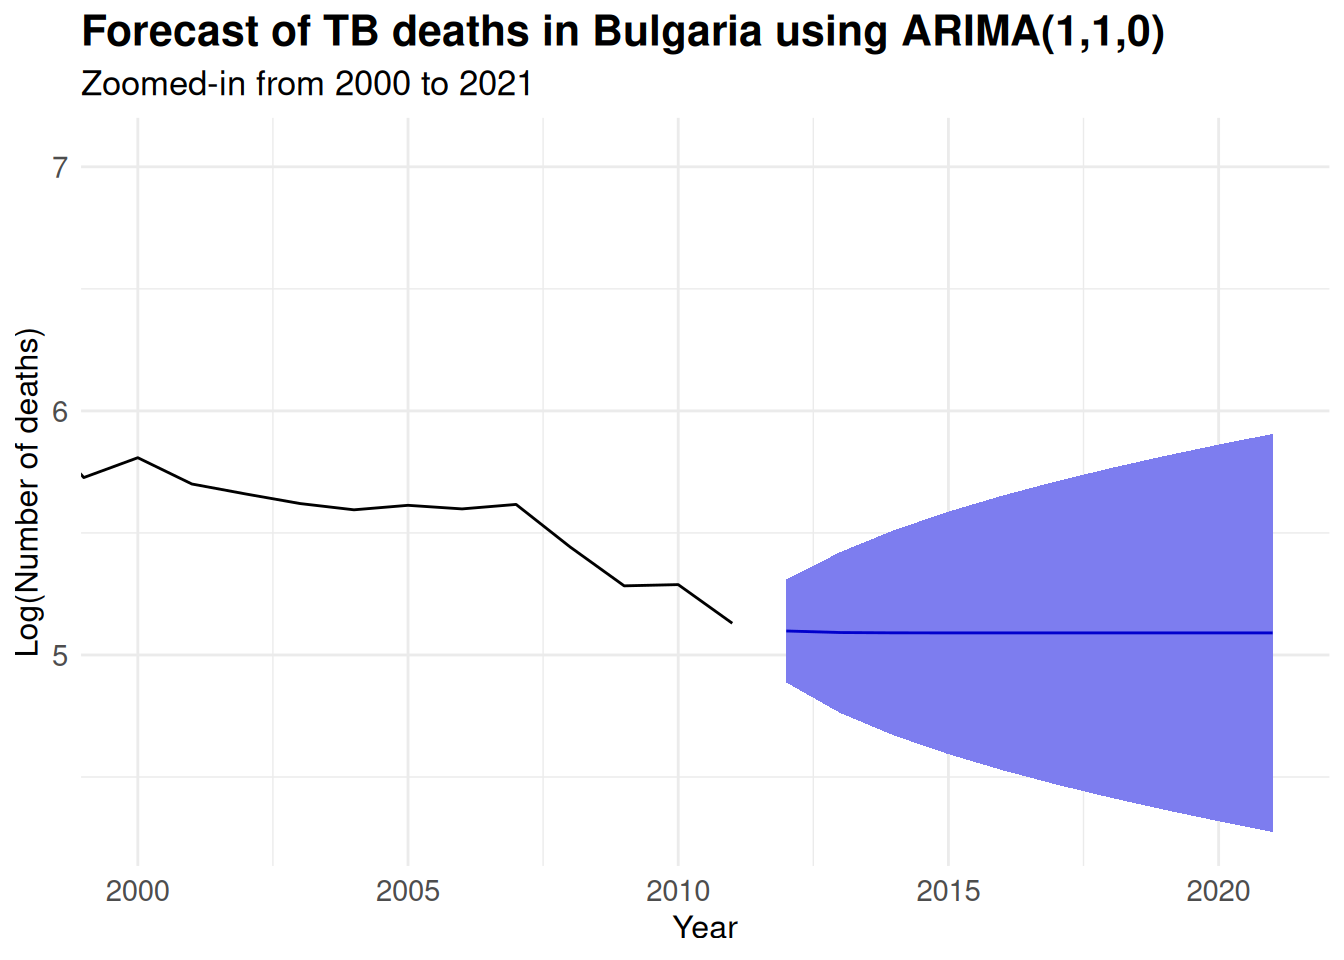 Forecast of TB deaths in Bulgaria using ARIMA(1,1,0)
Zoomed-in from 2000 to 2021
Log(Number of deaths)
7
6
5
2000 2005 2010 2015 2020
Year